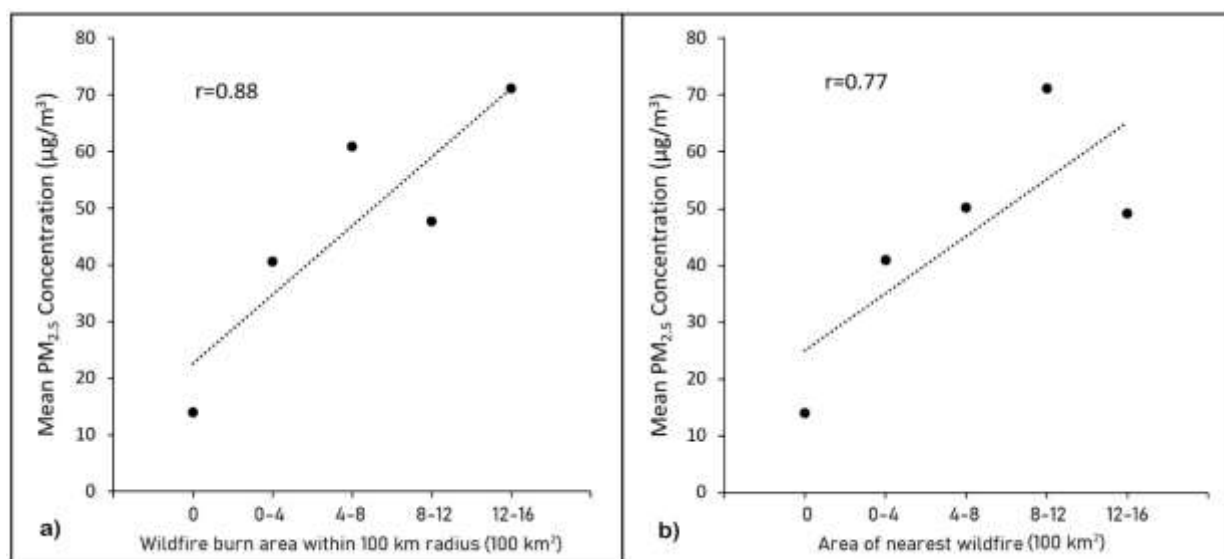 80
70
60
50
40
30
20
10
0
Mean PM2.5 Concentration (µg/m³)
r=0.88
0 0–4 4–8 8–12 12–16
a) Wildfire burn area within 100 km radius (100 km²)
80
70
60
50
40
30
20
10
0
Mean PM2.5 Concentration (µg/m³)
r=0.77
0 0–4 4–8 8–12 12–16
b) Area of nearest wildfire (100 km²)